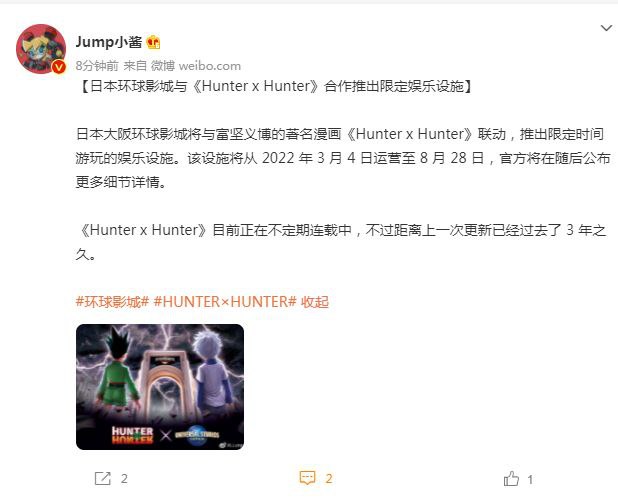 Jump小酱
8分钟前 来自 微博 weibo.com
【日本环球影城与《Hunter x Hunter》合作推出限定娱乐设施】
日本大阪环球影城将与富坚义博的著名漫画《Hunter x Hunter》联动，推出限定时间
游玩的娱乐设施。该设施将从 2022 年 3 月 4 日运营至 8 月 28 日，官方将在随后公布
更多细节详情。
《Hunter x Hunter》目前正在不定期连载中，不过距离上一次更新已经过去了 3 年之
久。
#环球影城# #HUNTER×HUNTER# 收起
HUNTER
HUNTER
×
UNIVERSAL STUDIOS
JAPAN
2
2
1